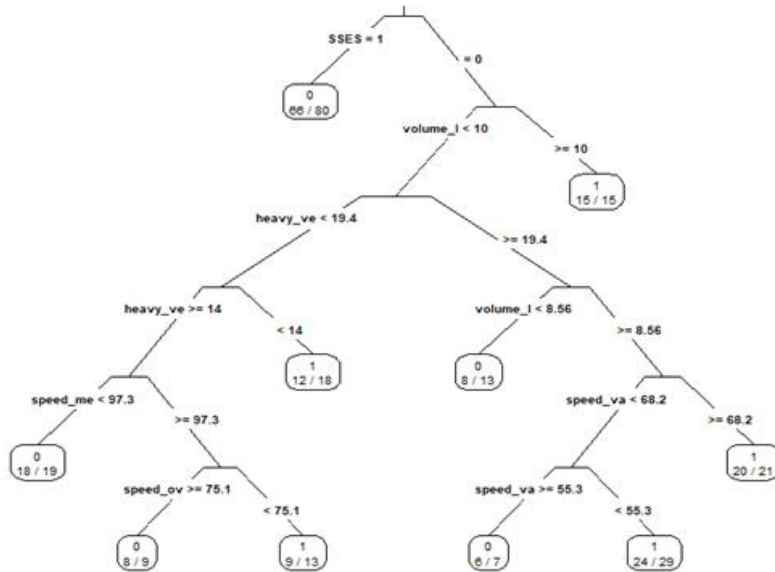 SSES = 1
= 0
0
66 / 80
volume_l < 10
>= 10
1
15 / 15
heavy_ve < 19.4
>= 19.4
heavy_ve >= 14
volume_l < 8.56
< 14
>= 8.56
1
12 / 18
0
8 / 13
speed_me < 97.3
speed_va < 68.2
>= 97.3
>= 68.2
0
18 / 19
1
20 / 21
speed_ov >= 75.1
speed_va >= 55.3
< 75.1
< 55.3
0
8 / 9
1
9 / 13
0
6 / 7
1
24 / 29